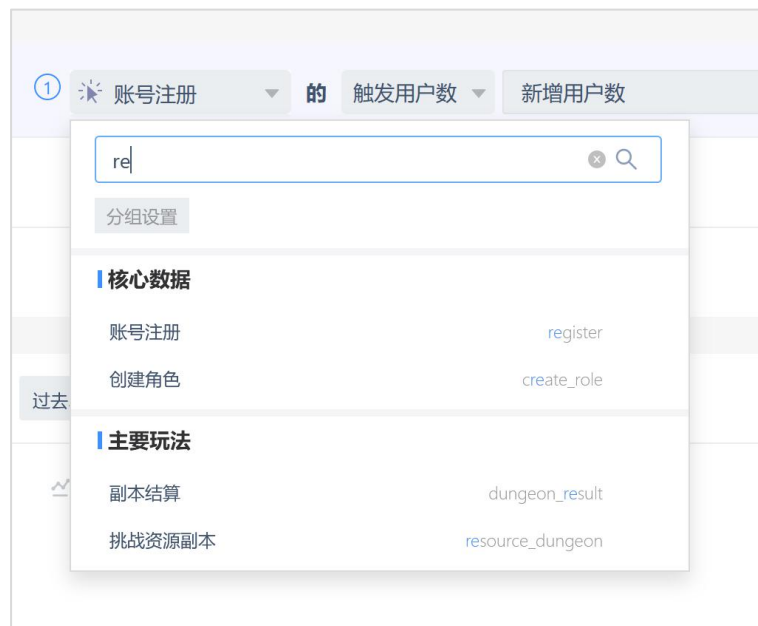 ① 账号注册 的 触发用户数 新增用户数
re
分组设置
核心数据
账号注册 register
创建角色 create_role
过去
主要玩法
副本结算 dungeon_result
挑战资源副本 resource_dungeon